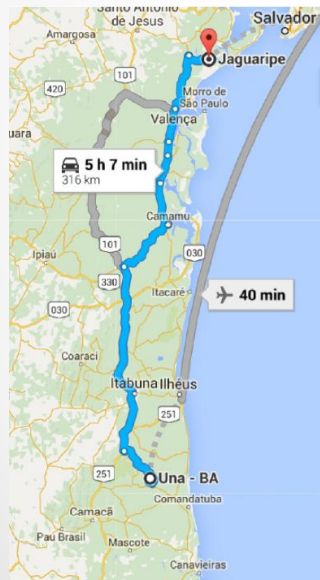 Santo Antônio
de Jesus
Salvador
Amargosa
Jaguaripe
101
420
Morro de
São Paulo
Valença
5 h 7 min
316 km
Camamu
101
030
Ipiaú
330
Itacaré
40 min
030
Coaraci
Itabuna
Ilhéus
251
251
Una - BA
Comandatuba
Camacã
Pau Brasil
Mascote
Canavieiras